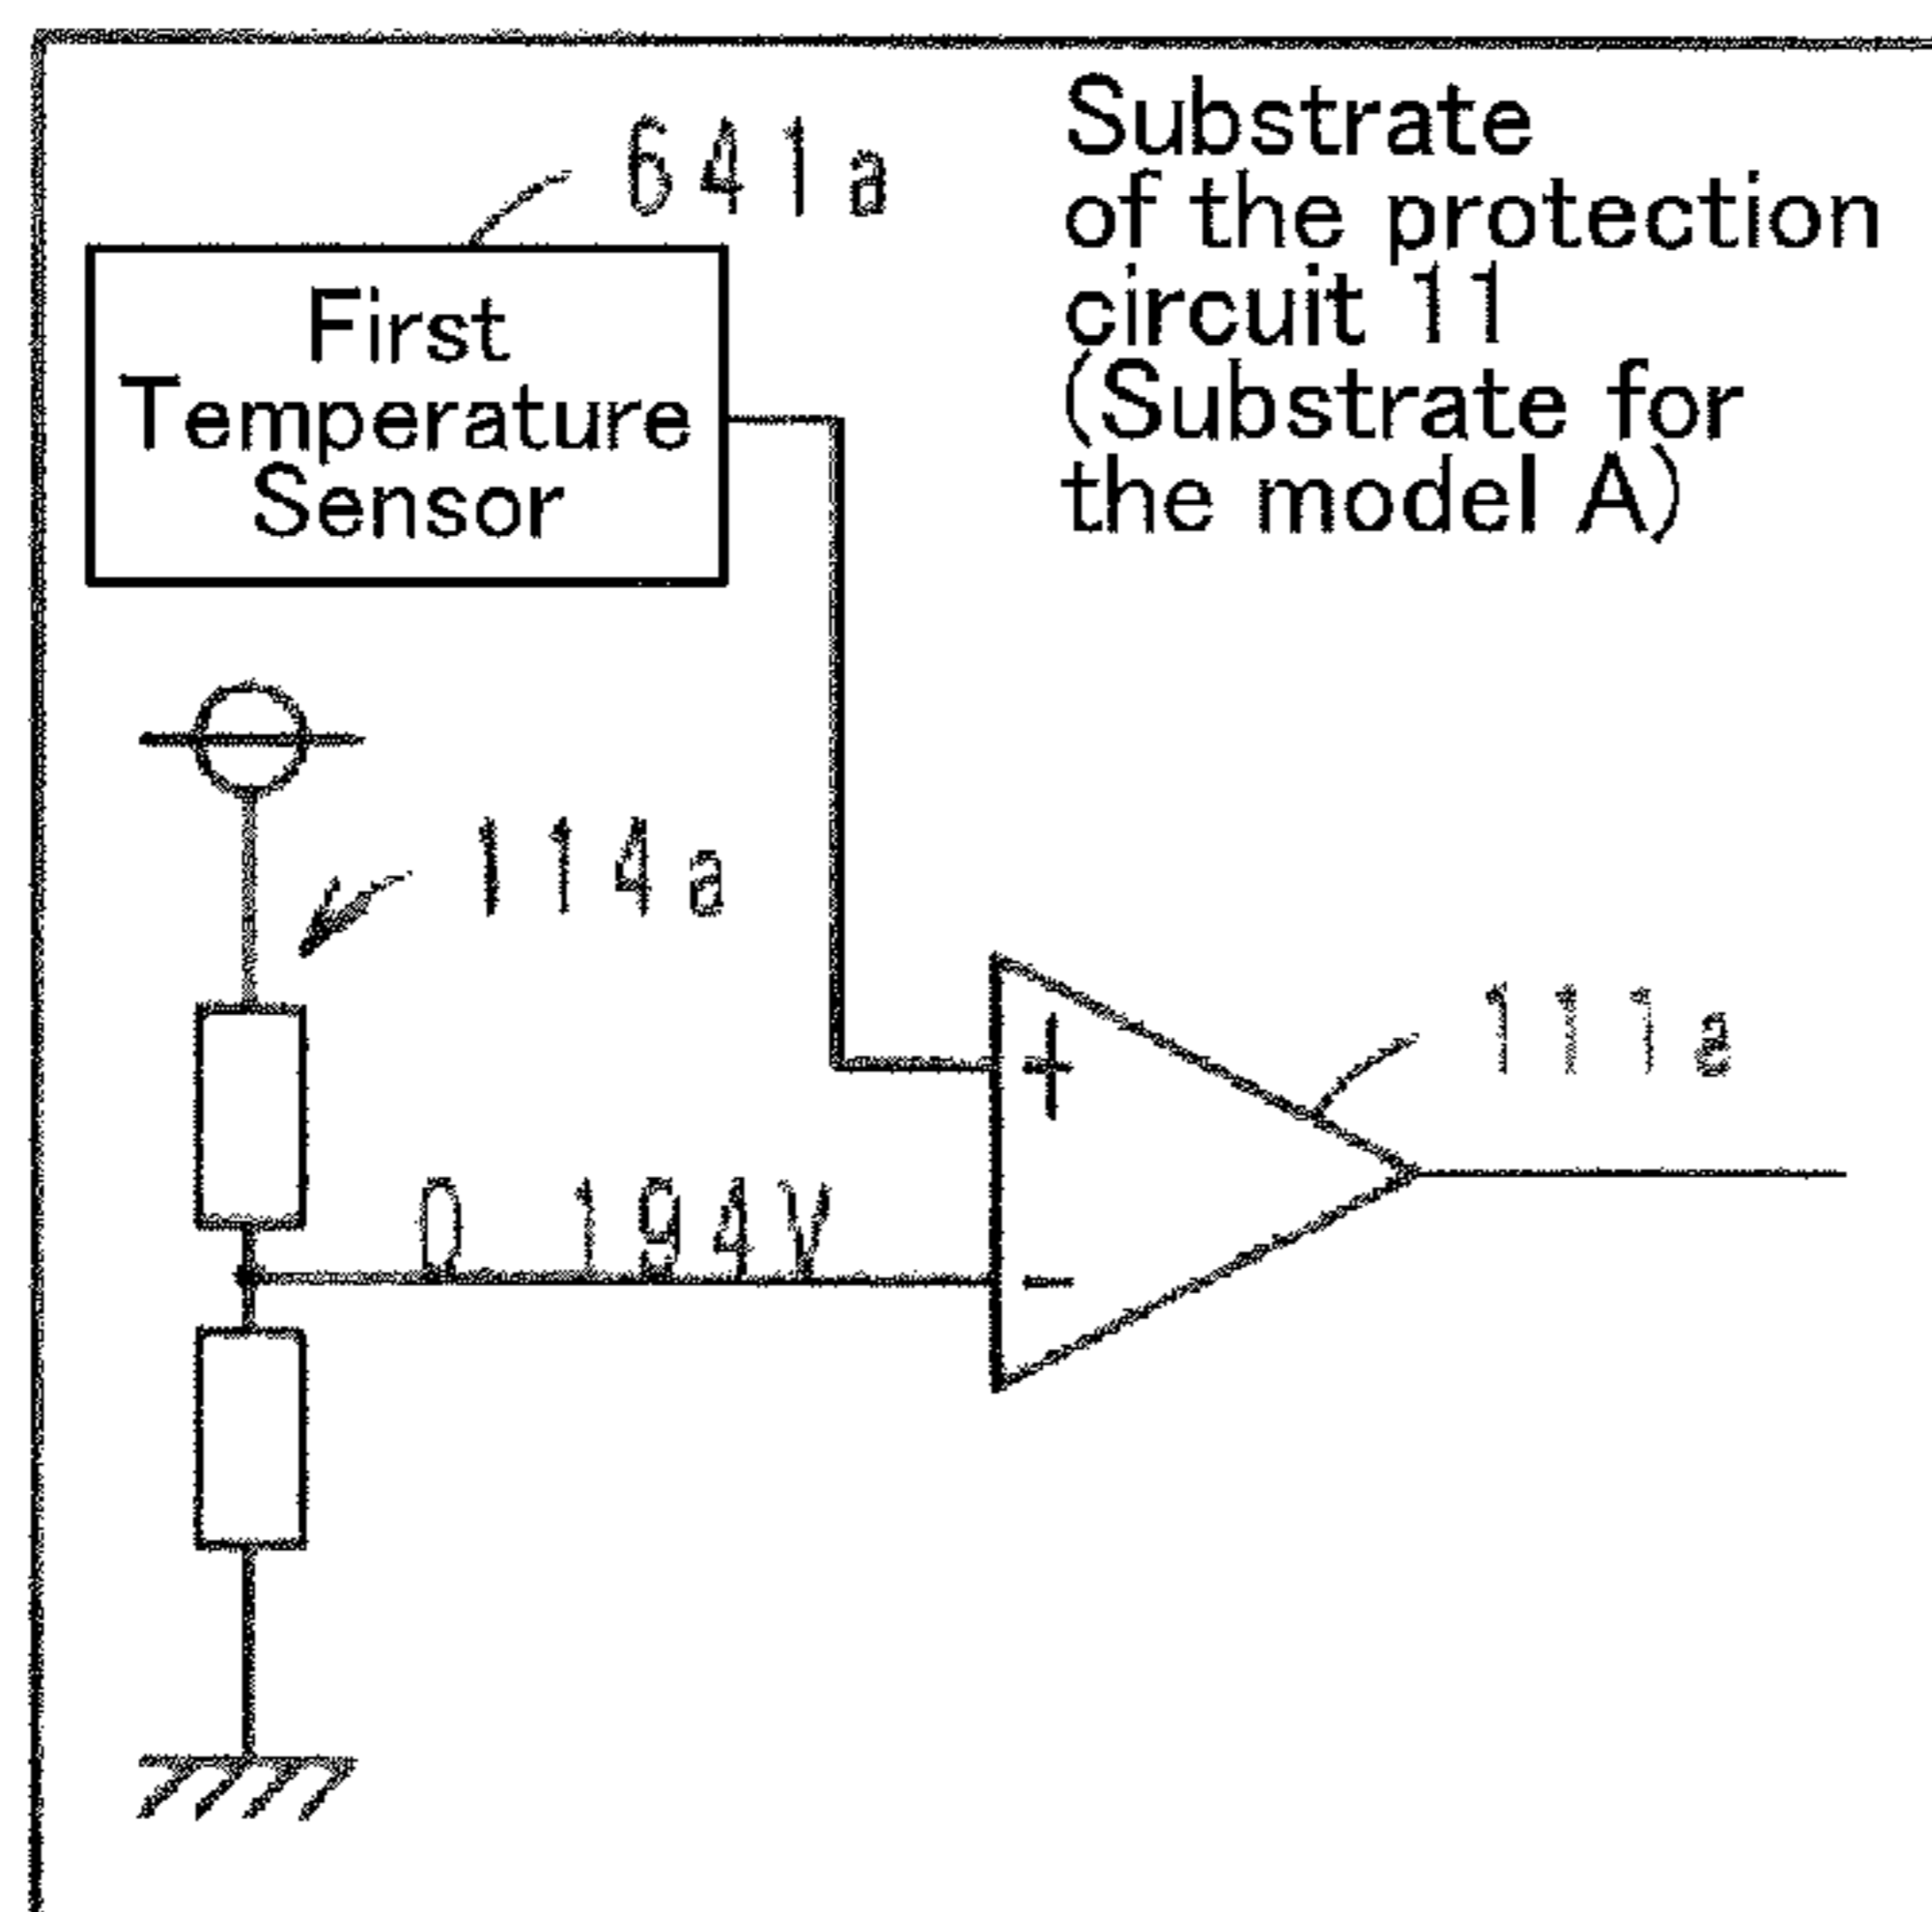 641a
Substrate
of the protection
circuit 11
(Substrate for
the model A)
First
Temperature
Sensor
114a
111a
0.194V
+
-